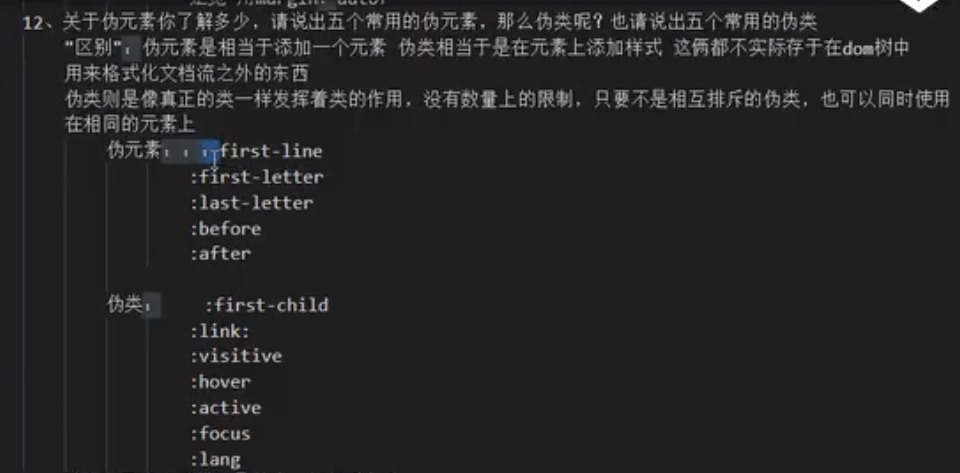 12、关于伪元素你了解多少，请说出五个常用的伪元素，那么伪类呢？也请说出五个常用的伪类
"区别"：伪元素是相当于添加一个元素 伪类相当于是在元素上添加样式 这俩都不实际存于在dom树中
用来格式化文档流之外的东西
伪类则是像真正的类一样发挥着类的作用，没有数量上的限制，只要不是相互排斥的伪类，也可以同时使用
在相同的元素上
伪元素：：：first-line
:first-letter
:last-letter
:before
:after
伪类： :first-child
:link:
:visitive
:hover
:active
:focus
:lang